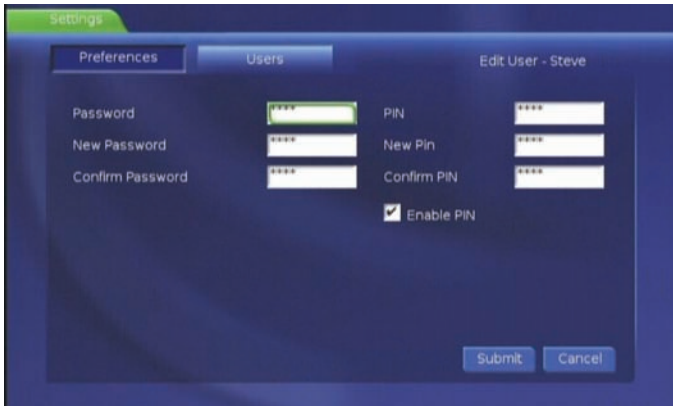 Settings
Preferences Users Edit User - Steve
Password **** PIN ****
New Password **** New Pin ****
Confirm Password **** Confirm PIN ****
Enable PIN
Submit Cancel